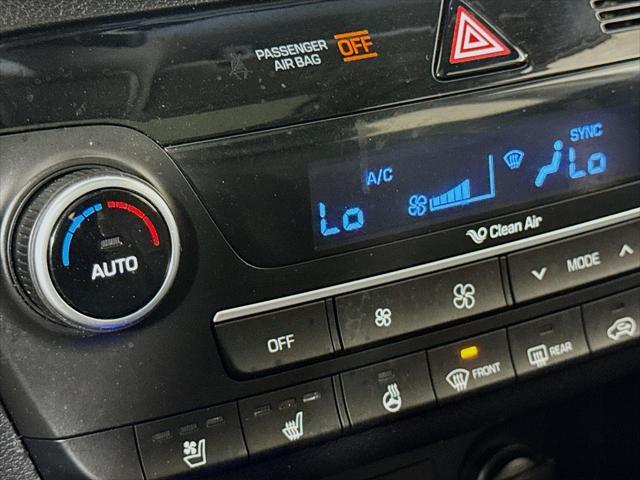 PASSENGER
AIR BAG
OFF
A/C
SYNC
Lo
Lo
Clean Air
AUTO
OFF
MODE
FRONT
REAR